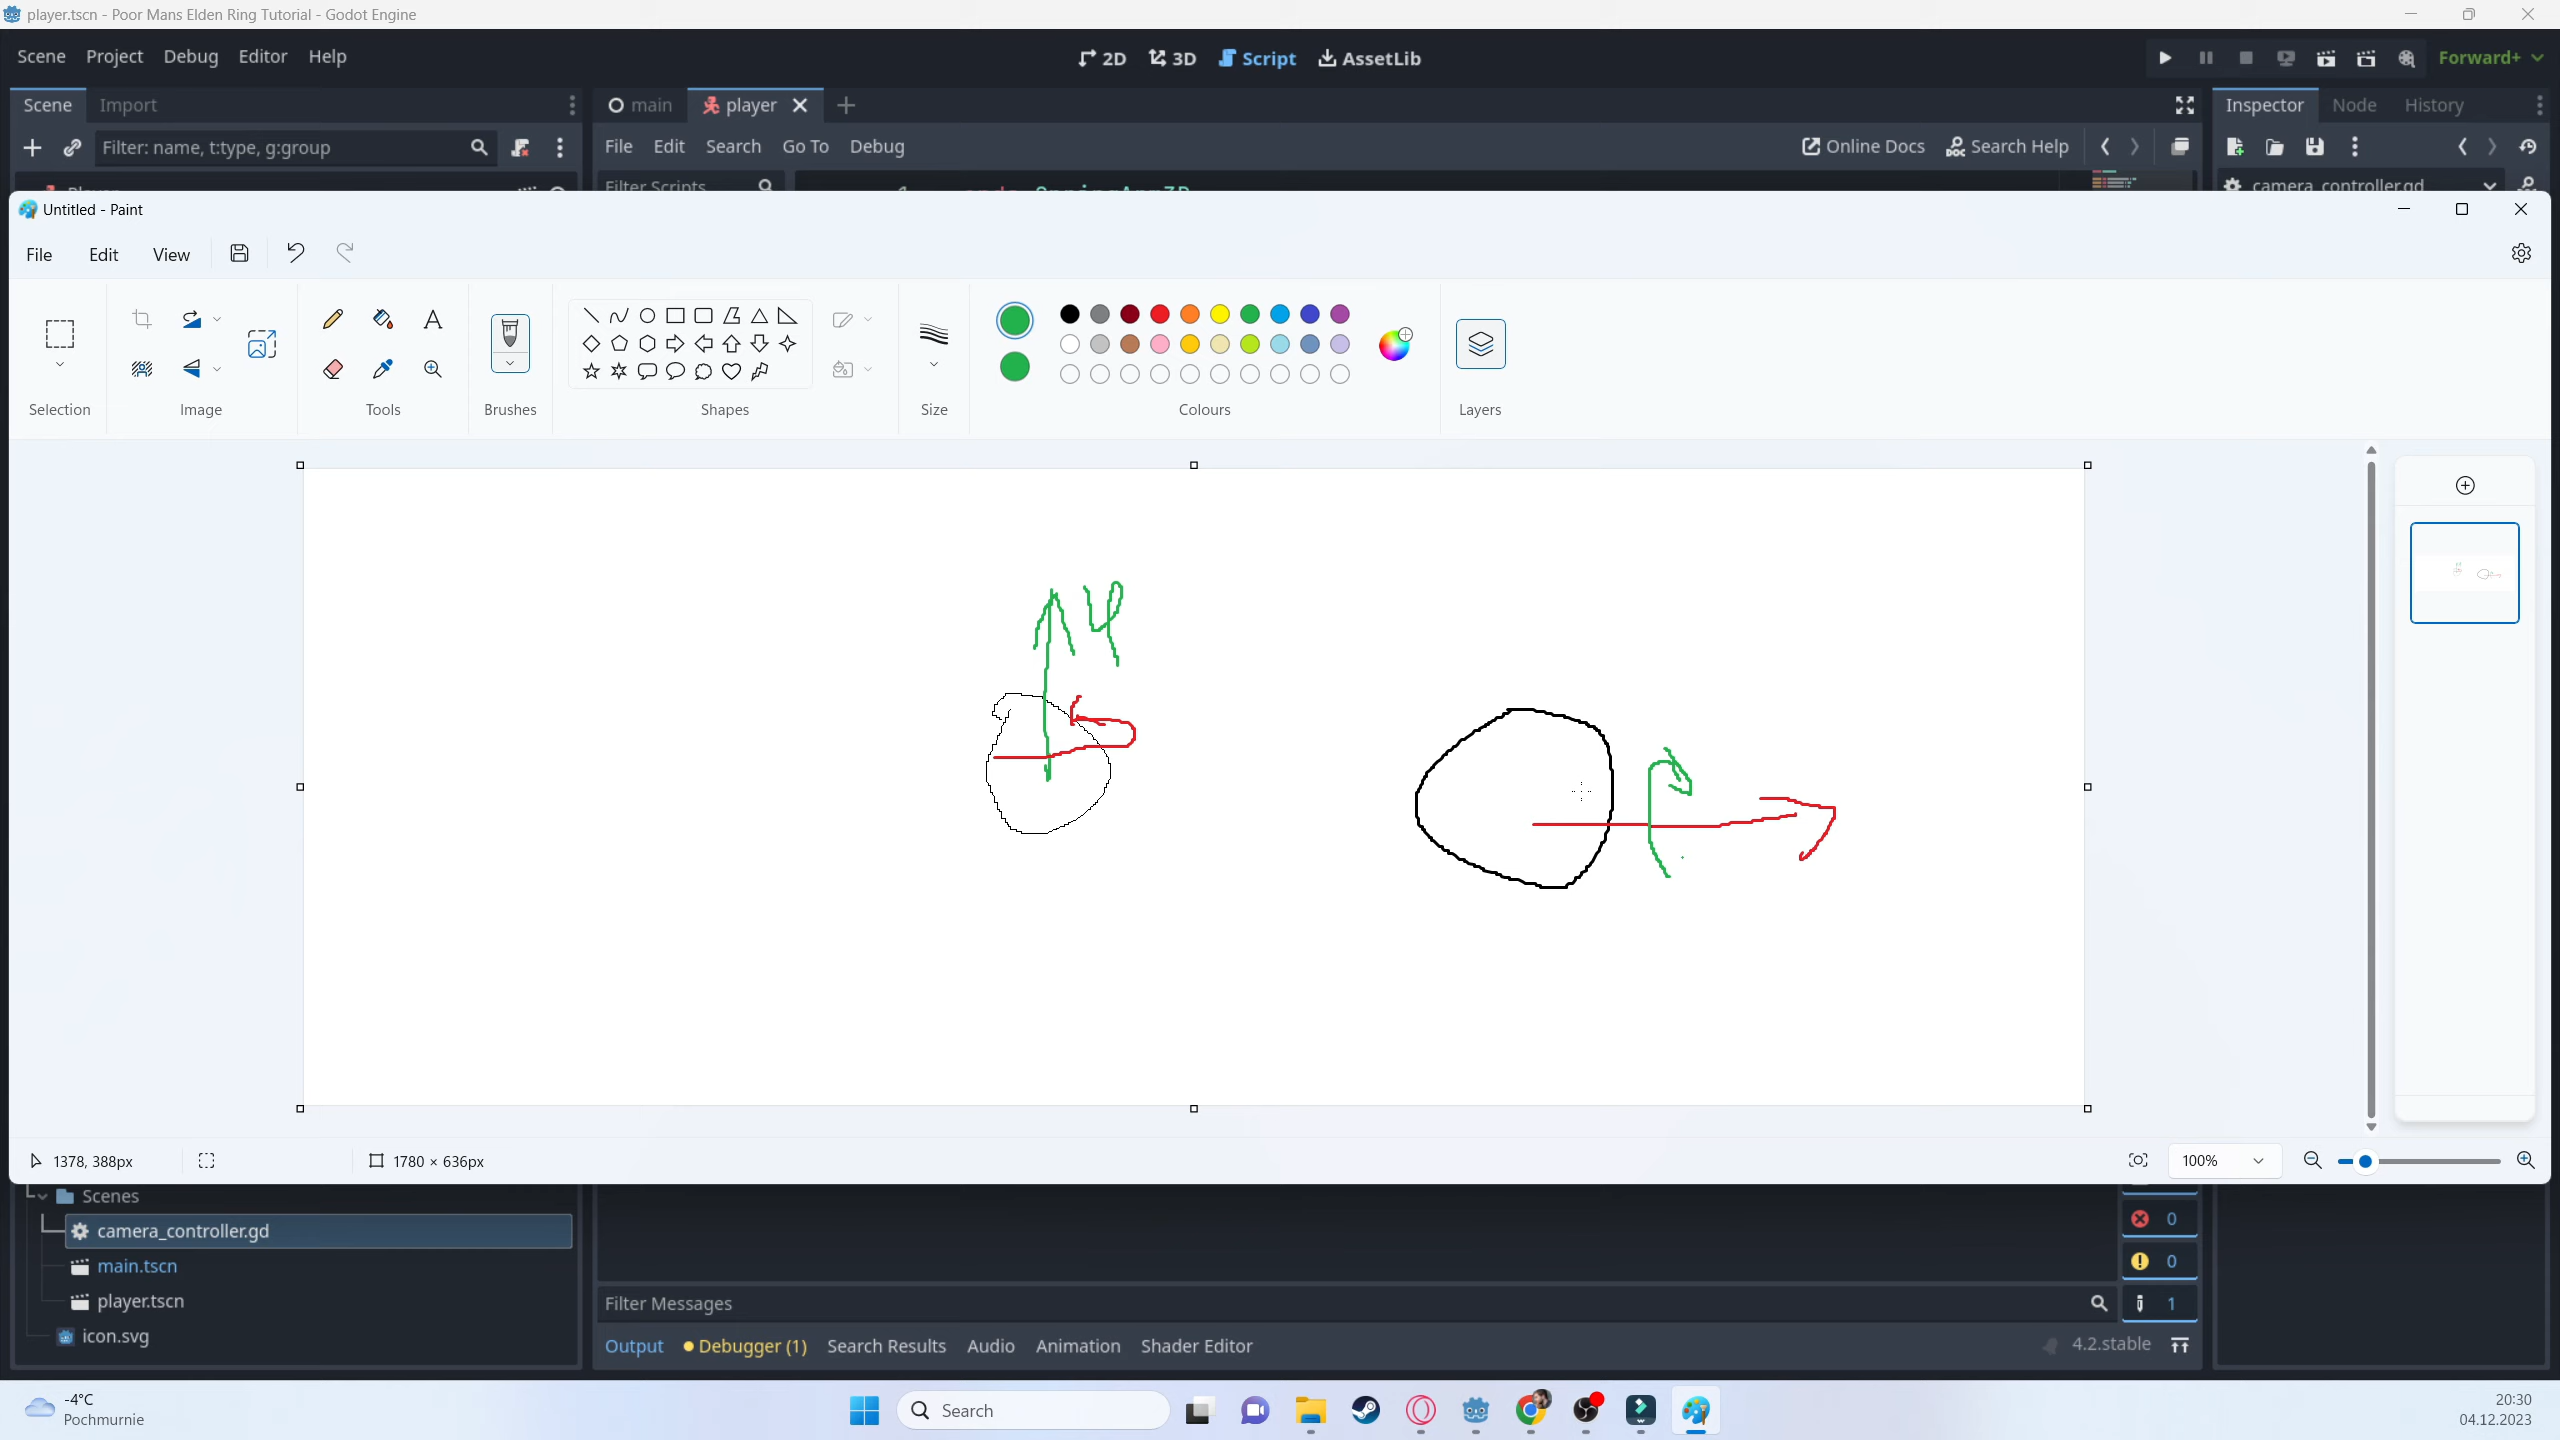 player.tscn - Poor Mans Elden Ring Tutorial - Godot Engine
Scene Project Debug Editor Help
2D 3D Script AssetLib
Forward+
Scene Import
main player
Inspector Node History
Filter: name, t:type, g:group
File Edit Search Go To Debug
Online Docs Search Help
Filter Scripts
camera_controller.gd
Untitled - Paint
File Edit View
Selection Image Tools Brushes Shapes Size Colours Layers
1378, 388px
1780 × 636px
100%
Scenes
camera_controller.gd
main.tscn
player.tscn
icon.svg
0
0
1
Filter Messages
Output Debugger (1) Search Results Audio Animation Shader Editor
4.2.stable
-4°C
Pochmurnie
Search
20:30
04.12.2023